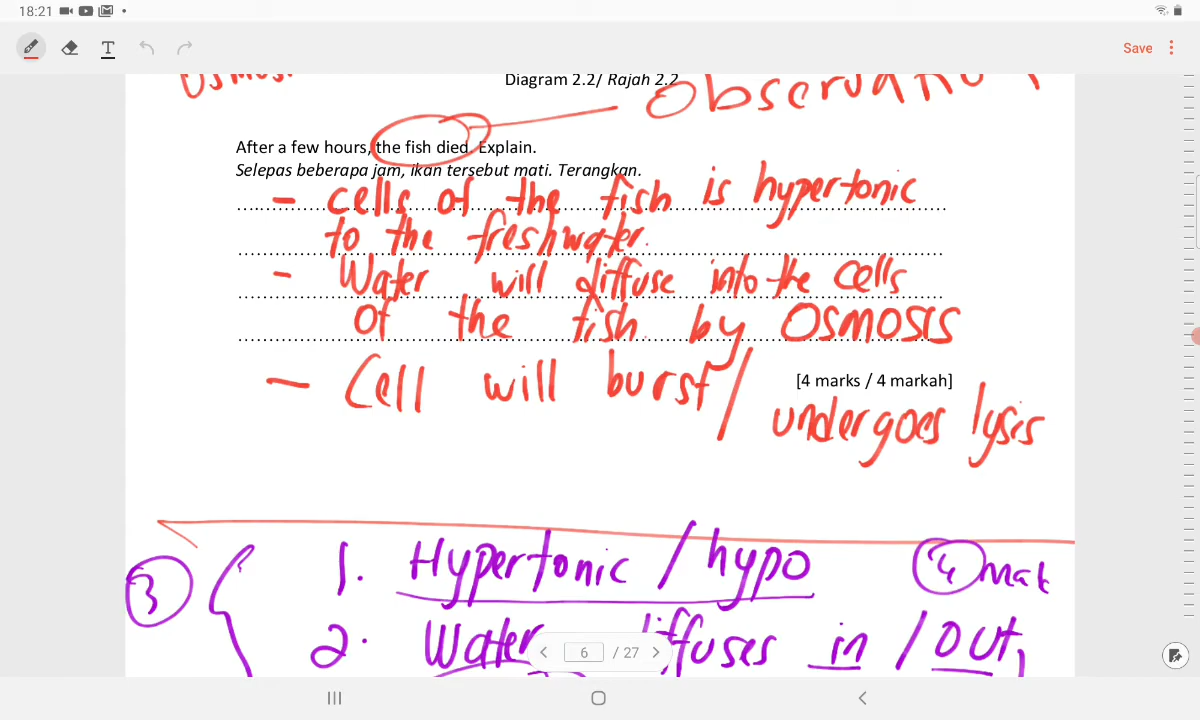 18:21
Save
Diagram 2.2/ Rajah 2.2
Observation
After a few hours, the fish died. Explain.
Selepas beberapa jam, ikan tersebut mati. Terangkan.
- cells of the fish is hypertonic
to the freshwater.
- Water will diffuse into the cells
of the fish by OSMOSIS
[4 marks / 4 markah]
- Cell will burst / undergoes lysis
3 { 1. Hypertonic / hypo
2. Water diffuses in / out,
6 / 27